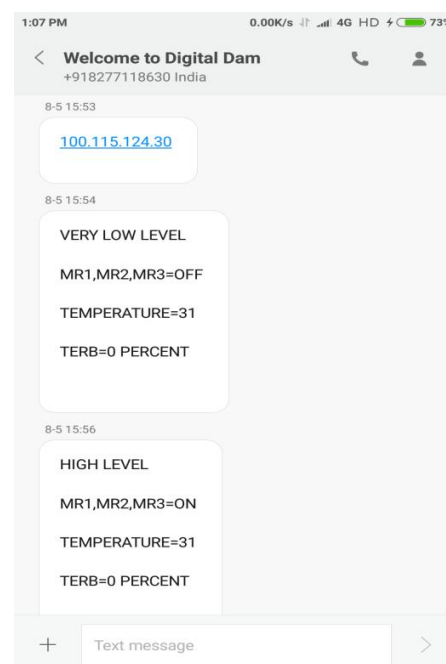 1:07 PM 0.00K/s 4G HD 73%
Welcome to Digital Dam
+918277118630 India
8-5 15:53
100.115.124.30
8-5 15:54
VERY LOW LEVEL
MR1,MR2,MR3=OFF
TEMPERATURE=31
TERB=0 PERCENT
8-5 15:56
HIGH LEVEL
MR1,MR2,MR3=ON
TEMPERATURE=31
TERB=0 PERCENT
Text message